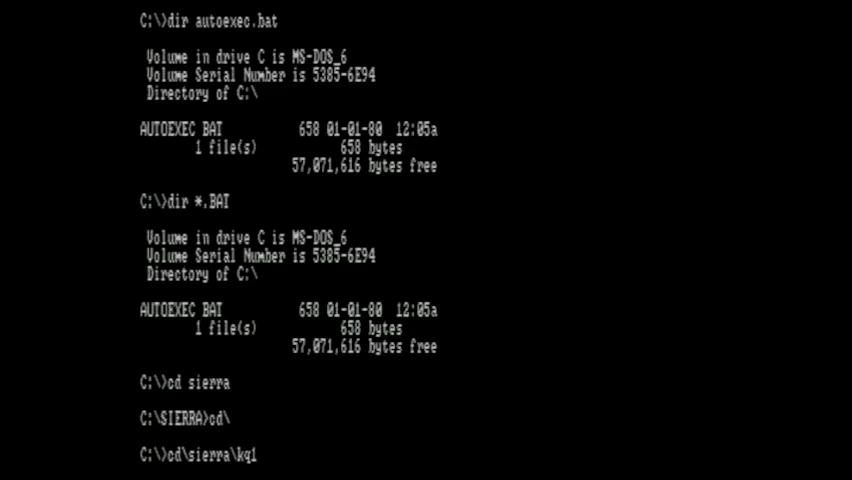 C:\>dir autoexec.bat
Volume in drive C is MS-DOS_6
Volume Serial Number is 5385-6E94
Directory of C:\
AUTOEXEC BAT 658 01-01-80 12:05a
1 file(s) 658 bytes
57,071,616 bytes free
C:\>dir *.BAT
Volume in drive C is MS-DOS_6
Volume Serial Number is 5385-6E94
Directory of C:\
AUTOEXEC BAT 658 01-01-80 12:05a
1 file(s) 658 bytes
57,071,616 bytes free
C:\>cd sierra
C:\SIERRA>cd\
C:\>cd\sierra\kq1